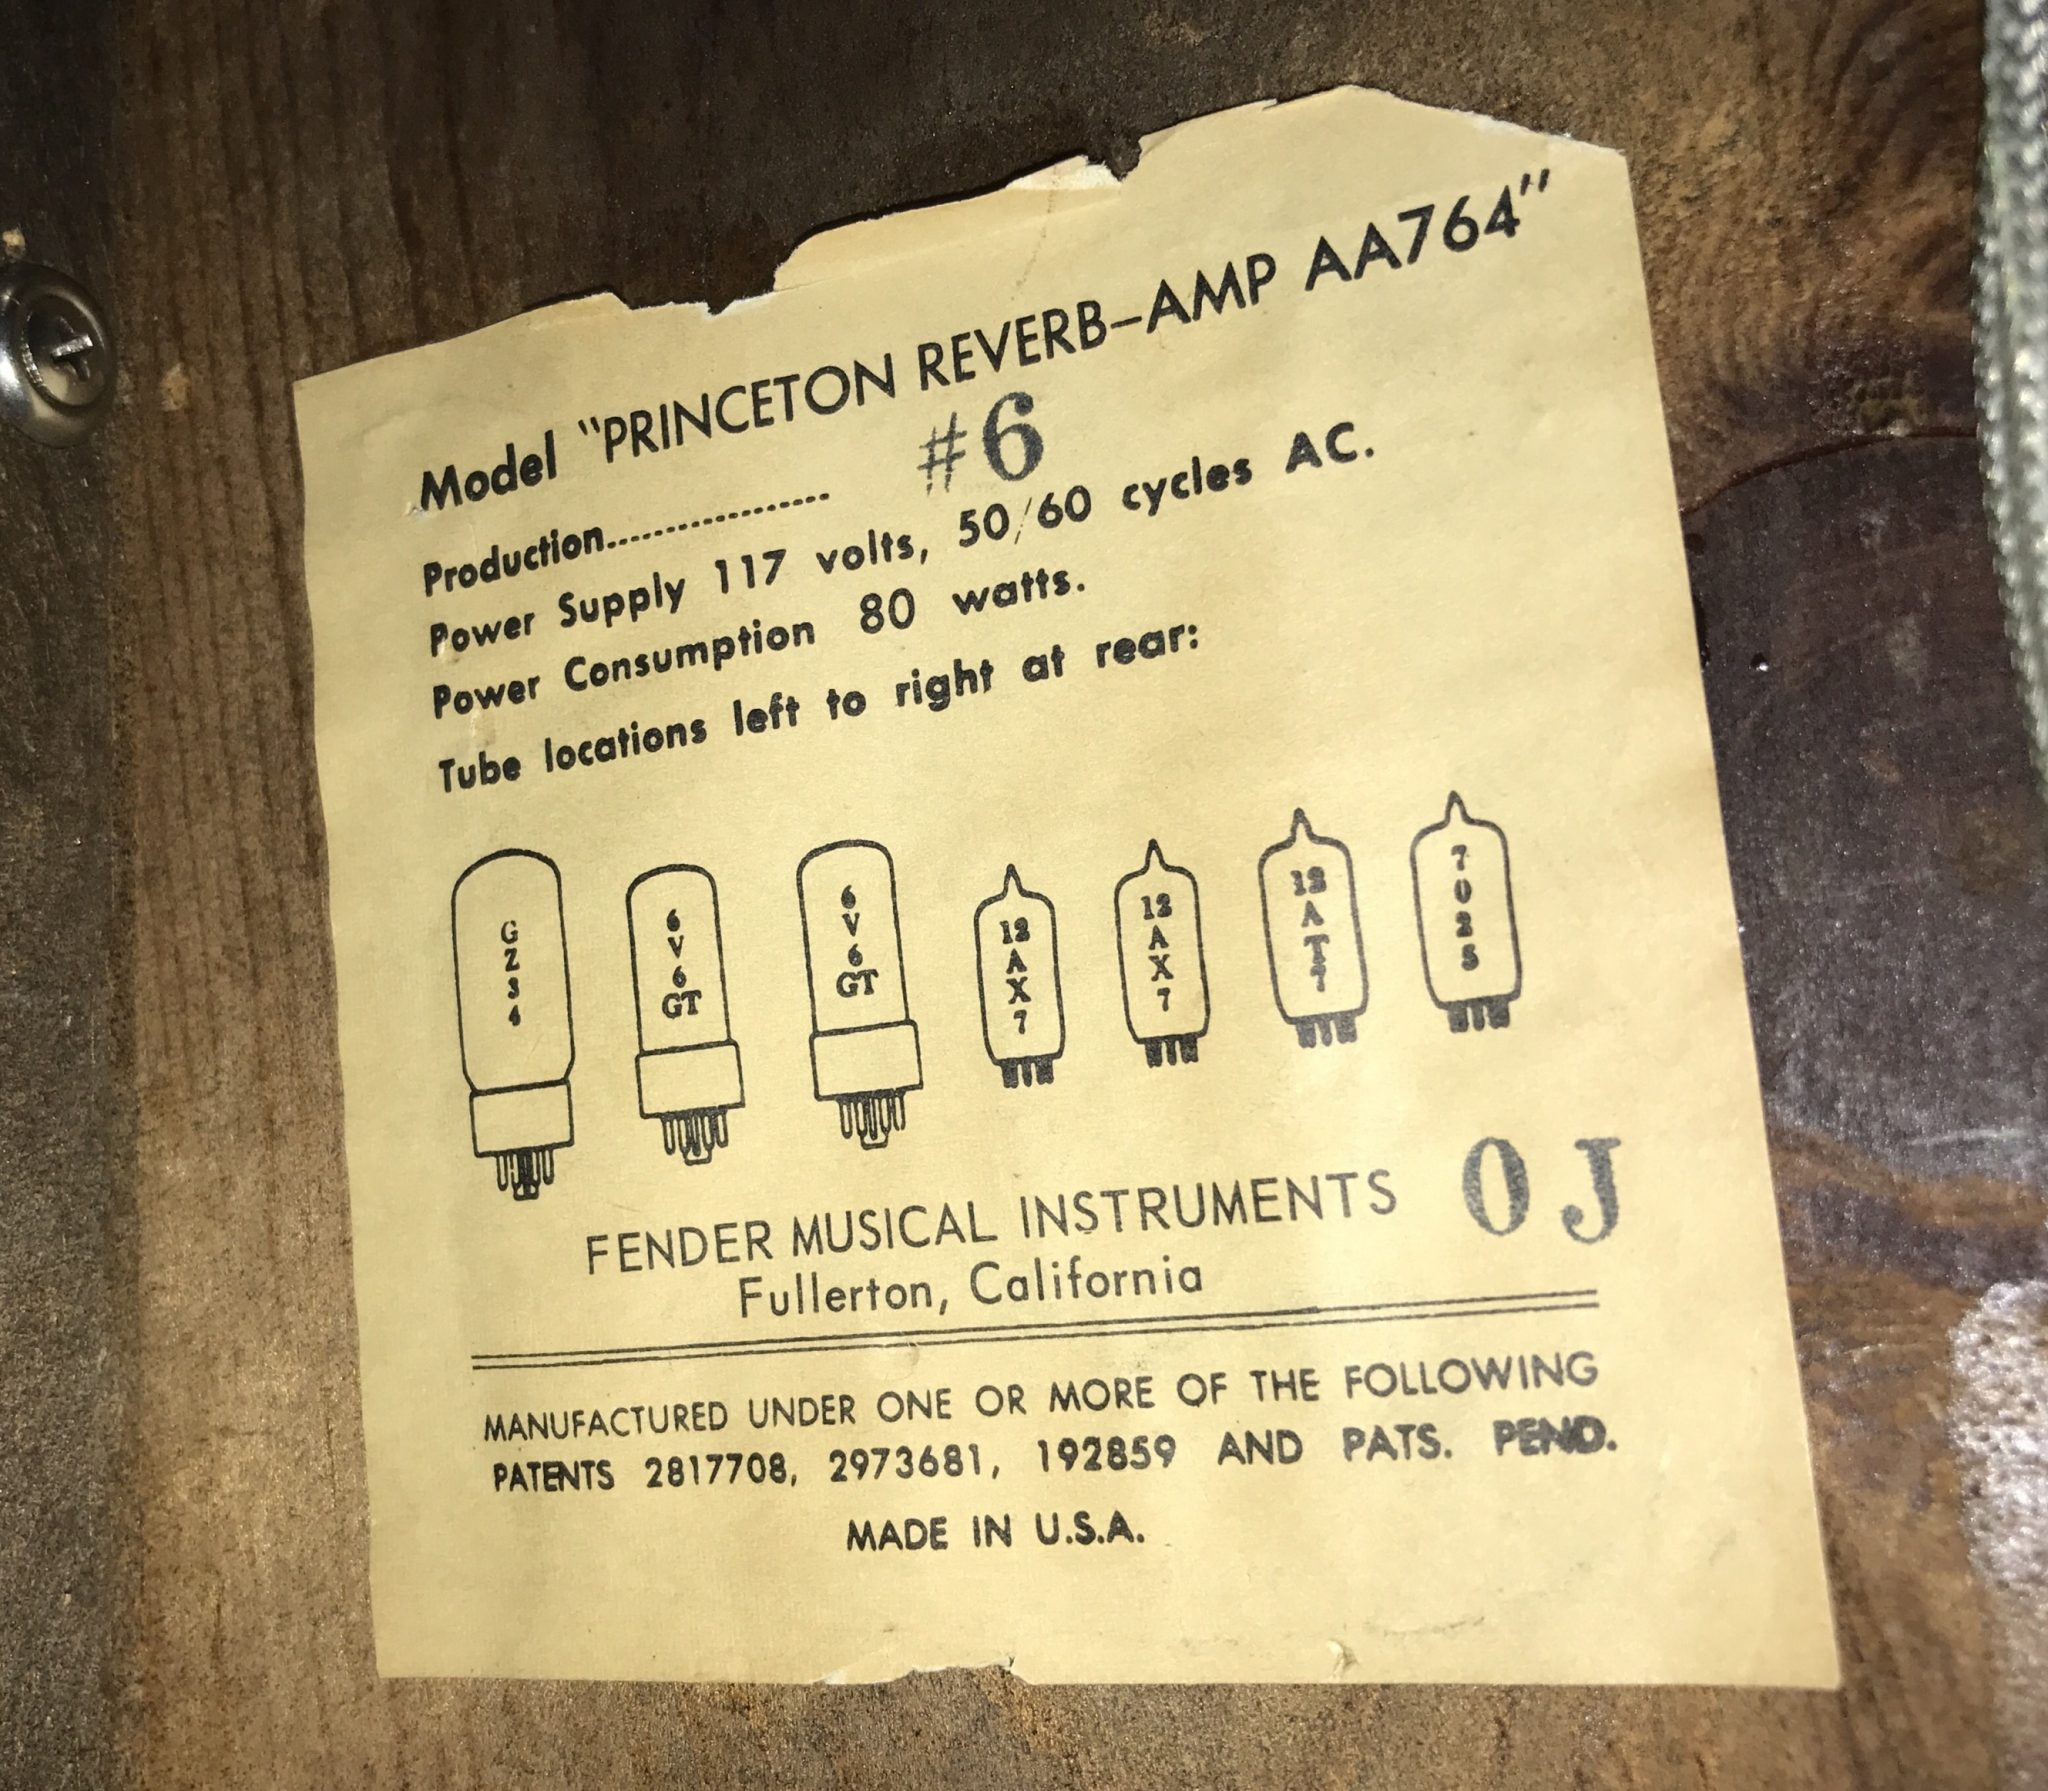 Model "PRINCETON REVERB-AMP AA764"
Production.................. #6
Power Supply 117 volts, 50/60 cycles AC.
Power Consumption 80 watts.
Tube locations left to right at rear:
GZ34 6V6GT 6V6GT 12AX7 12AX7 12AT7 7025
FENDER MUSICAL INSTRUMENTS OJ
Fullerton, California
MANUFACTURED UNDER ONE OR MORE OF THE FOLLOWING
PATENTS 2817708, 2973681, 192859 AND PATS. PEND.
MADE IN U.S.A.